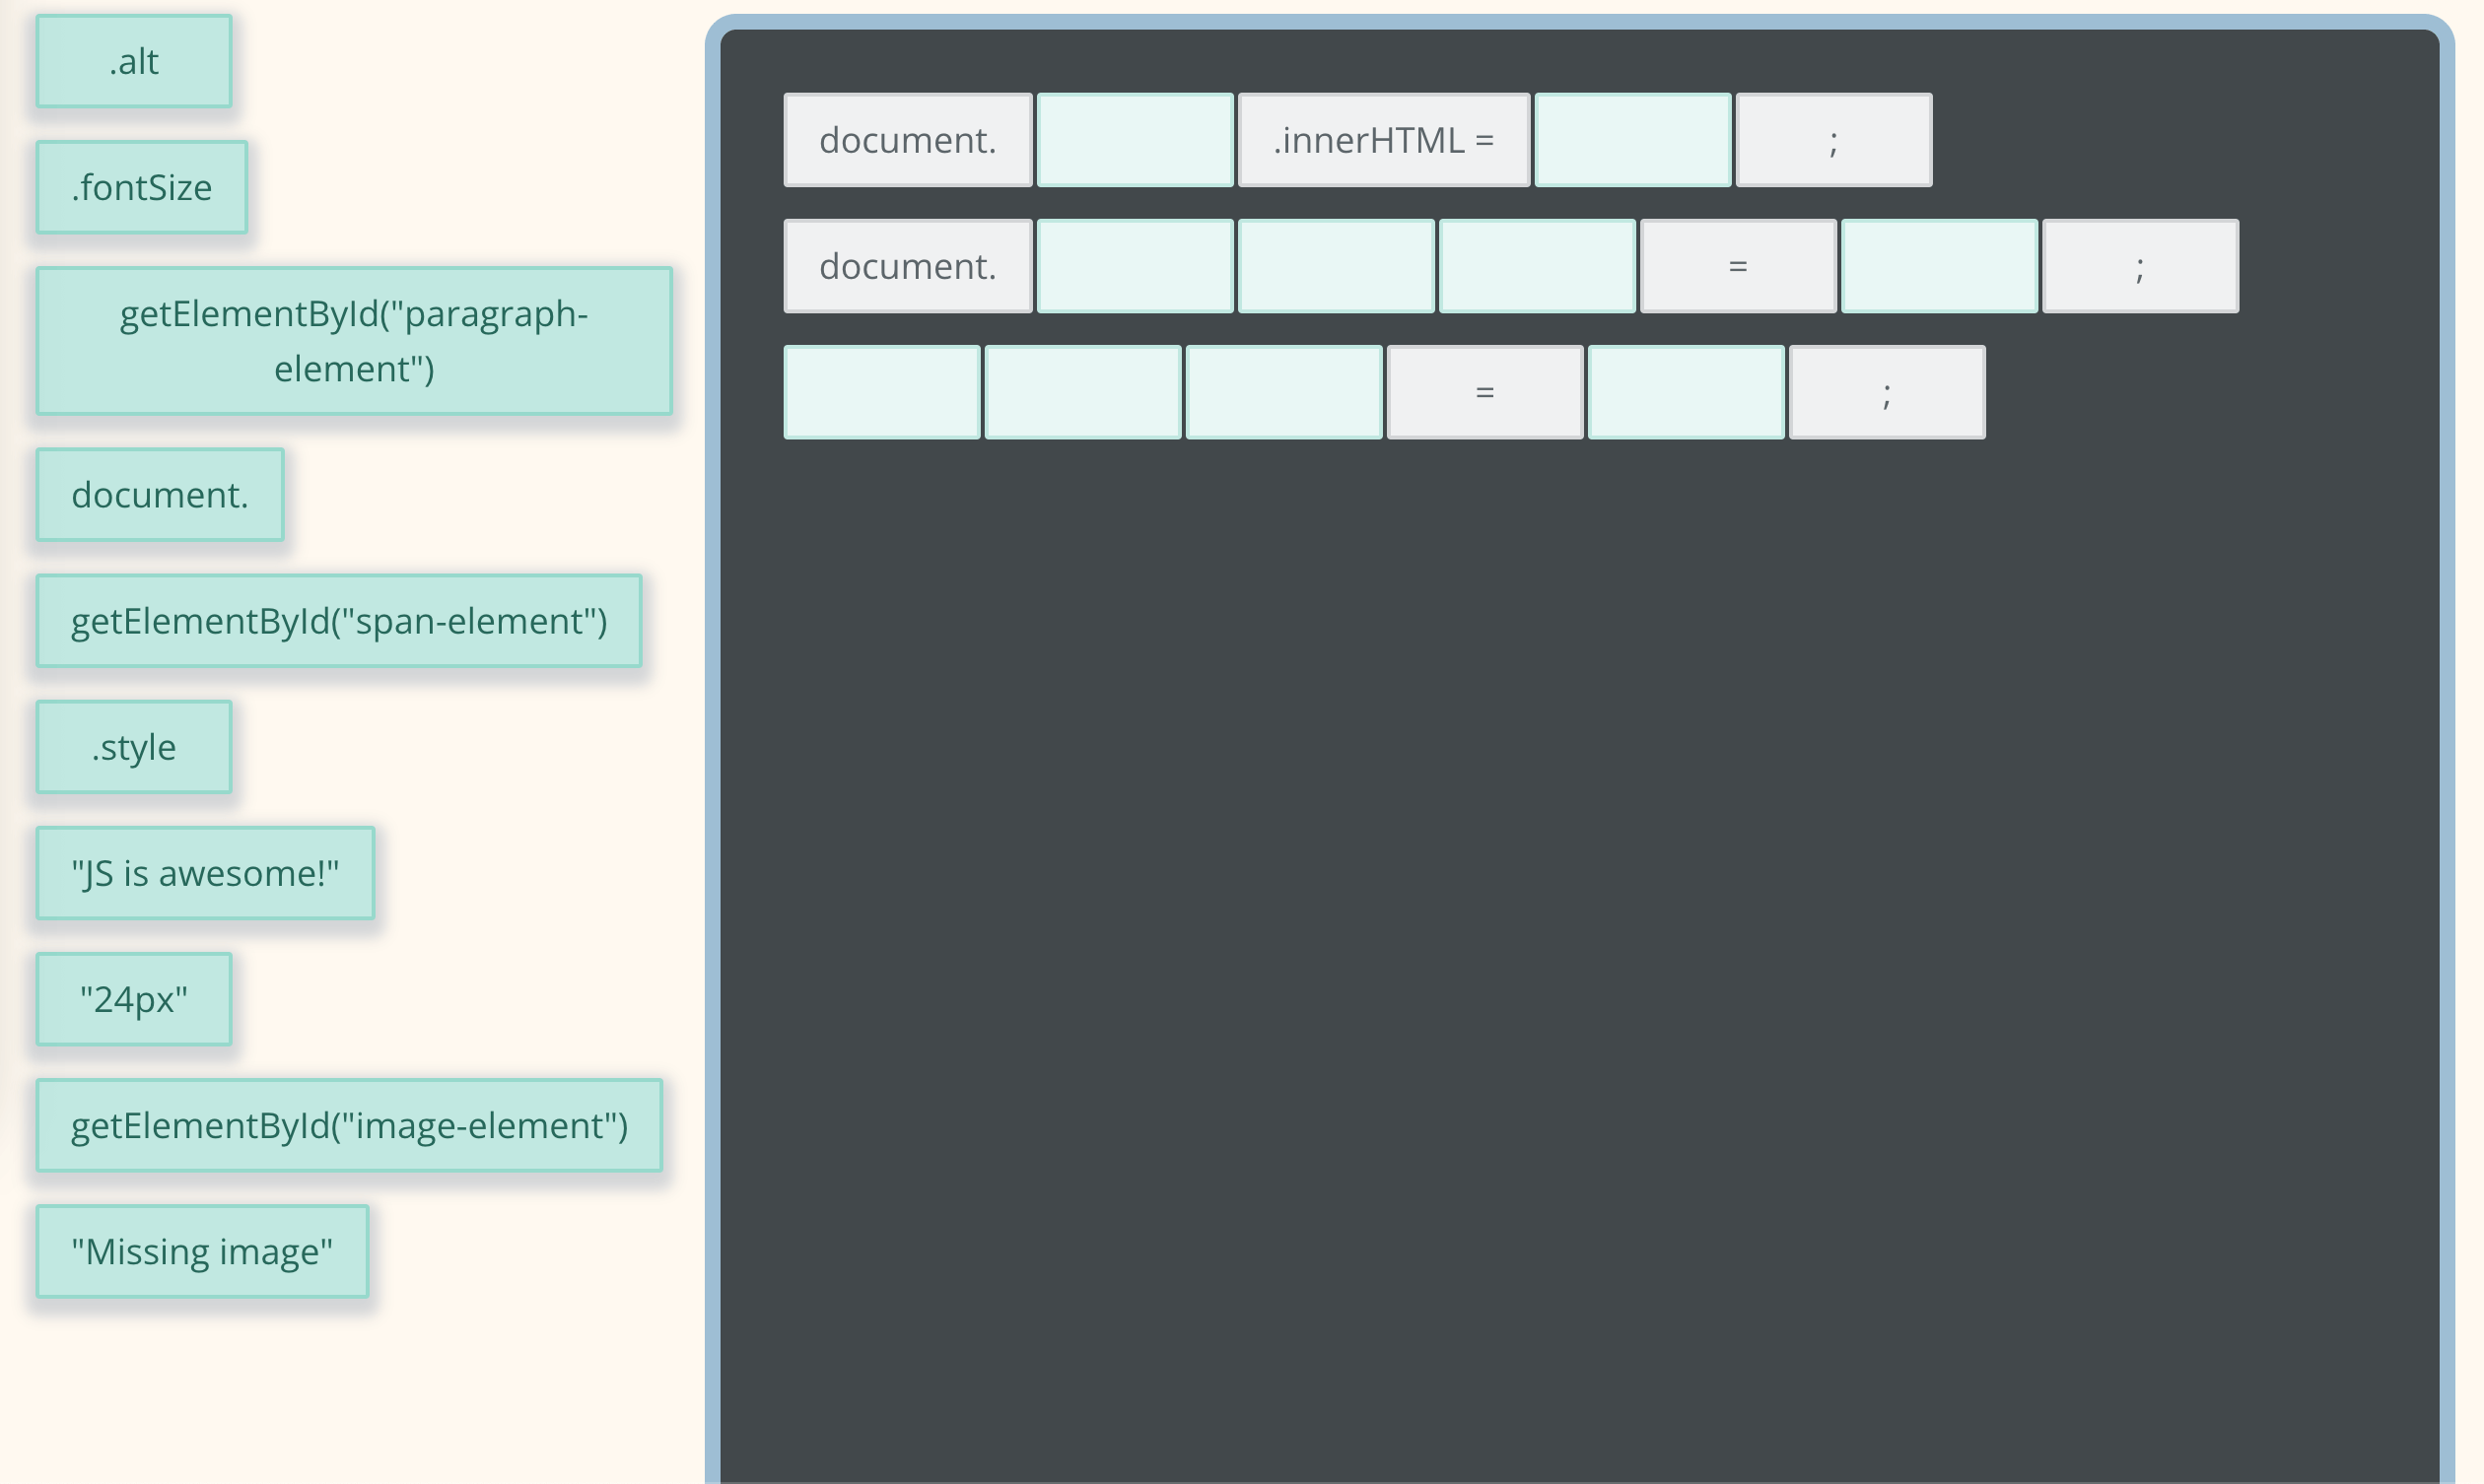 .alt
.fontSize
getElementById("paragraph-
element")
document.
getElementById("span-element")
.style
"JS is awesome!"
"24px"
getElementById("image-element")
"Missing image"
document. .innerHTML = ;
document. = ;
= ;